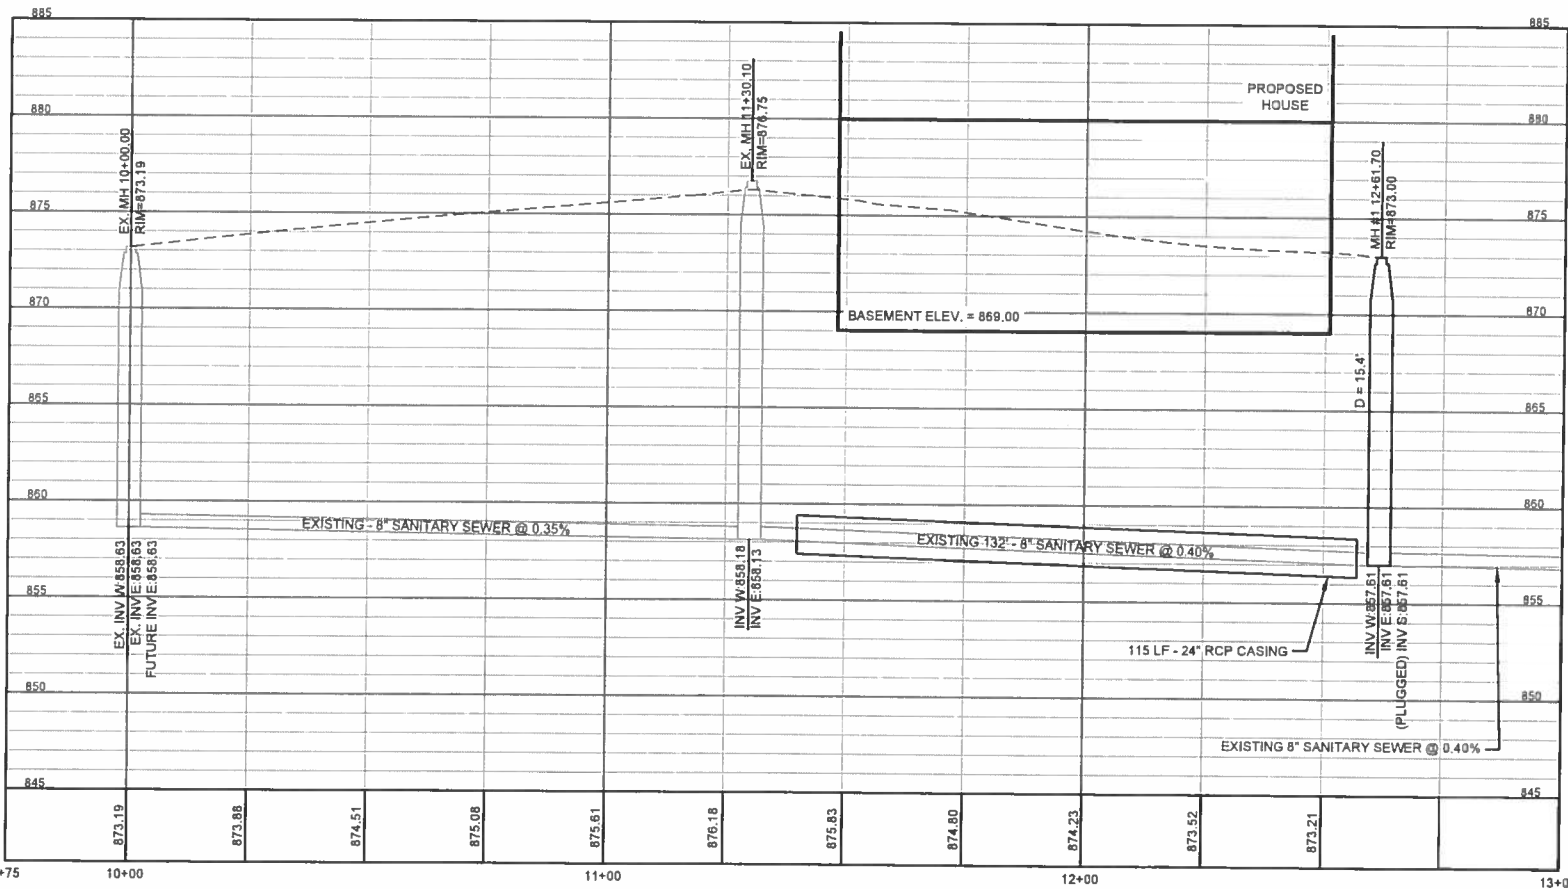 885
885
880
880
875
875
870
870
865
865
860
860
855
855
850
850
845
845
EX. MH 10+00.00
RIM=873.19
EX. MH 11+30.10
RIM=876.75
PROPOSED
HOUSE
MH #1 12+61.70
RIM=873.00
BASEMENT ELEV. = 869.00
D = 15.4'
EXISTING - 8" SANITARY SEWER @ 0.35%
EXISTING 132' - 8" SANITARY SEWER @ 0.40%
EX. INV W:858.63
EX. INV E:858.63
FUTURE INV E:858.63
INV W:858.18
INV E:858.13
INV W:857.61
INV E:857.61
(PLUGGED) INV S:857.61
115 LF - 24" RCP CASING
EXISTING 8" SANITARY SEWER @ 0.40%
873.19
873.88
874.51
875.08
875.61
876.18
875.83
874.80
874.23
873.52
873.21
+75
10+00
11+00
12+00
13+0